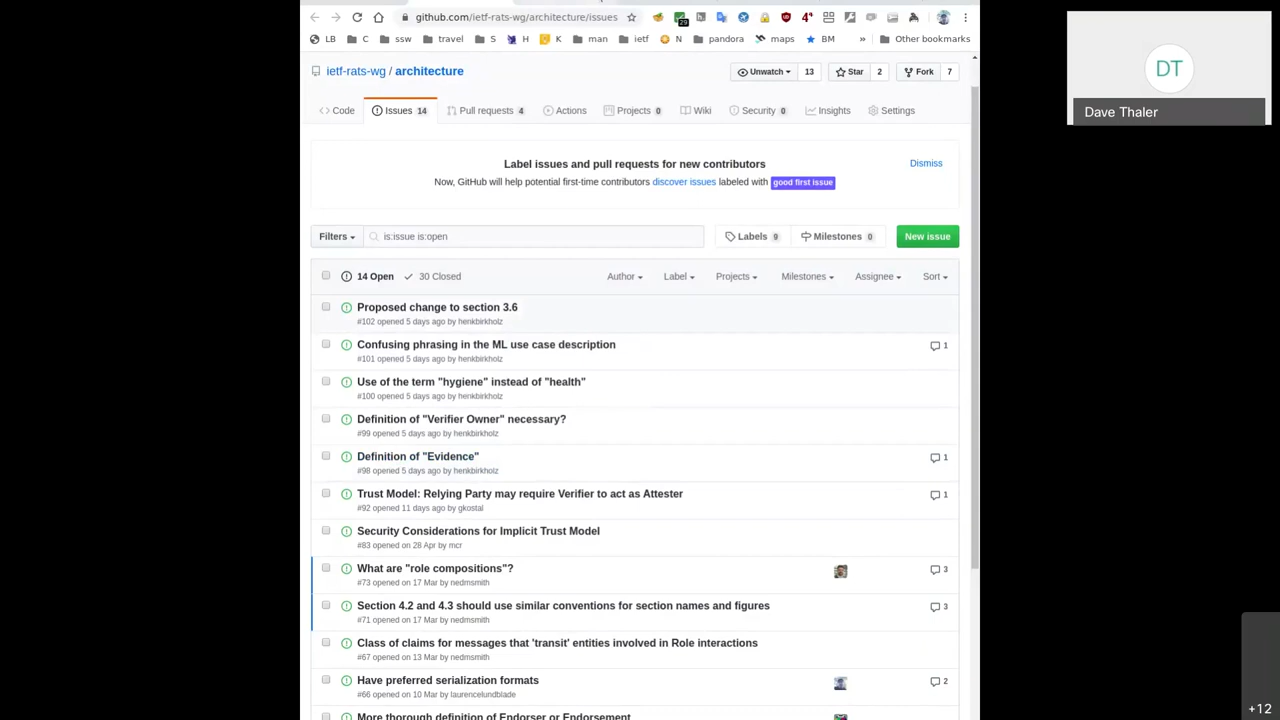 github.com/ietf-rats-wg/architecture/issues
29
4
LB C ssw travel S H K man ietf N pandora maps BM » Other bookmarks
ietf-rats-wg / architecture Unwatch 13 Star 2 Fork 7
<> Code Issues 14 Pull requests 4 Actions Projects 0 Wiki Security 0 Insights Settings
Label issues and pull requests for new contributors Dismiss
Now, GitHub will help potential first-time contributors discover issues labeled with good first issue
Filters is:issue is:open Labels 9 Milestones 0 New issue
14 Open 30 Closed Author Label Projects Milestones Assignee Sort
Proposed change to section 3.6
#102 opened 5 days ago by henkbirkholz
Confusing phrasing in the ML use case description 1
#101 opened 5 days ago by henkbirkholz
Use of the term "hygiene" instead of "health"
#100 opened 5 days ago by henkbirkholz
Definition of "Verifier Owner" necessary?
#99 opened 5 days ago by henkbirkholz
Definition of "Evidence" 1
#98 opened 5 days ago by henkbirkholz
Trust Model: Relying Party may require Verifier to act as Attester 1
#92 opened 11 days ago by gkostal
Security Considerations for Implicit Trust Model
#83 opened on 28 Apr by mcr
What are "role compositions"? 3
#73 opened on 17 Mar by nedmsmith
Section 4.2 and 4.3 should use similar conventions for section names and figures 3
#71 opened on 17 Mar by nedmsmith
Class of claims for messages that 'transit' entities involved in Role interactions
#67 opened on 13 Mar by nedmsmith
Have preferred serialization formats 2
#66 opened on 10 Mar by laurencelundblade
More thorough definition of Endorser or Endorsement
DT
Dave Thaler
+12